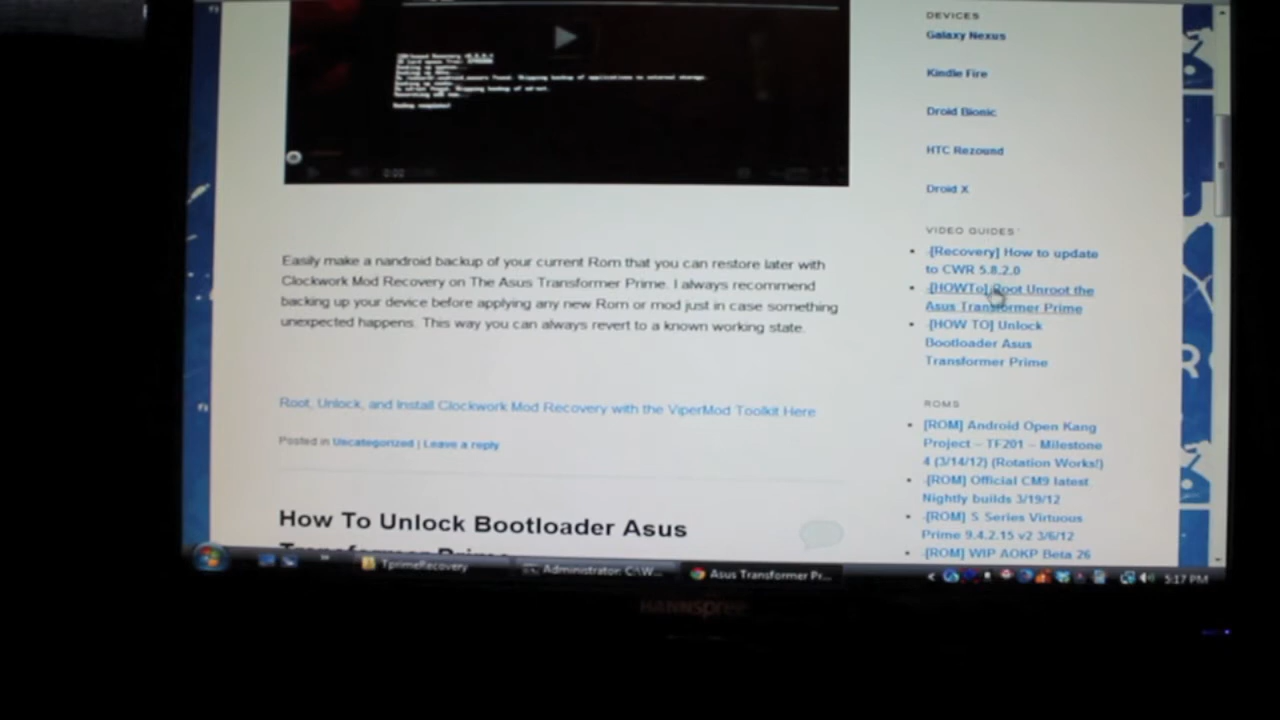 0:00
Easily make a nandroid backup of your current Rom that you can restore later with
Clockwork Mod Recovery on The Asus Transformer Prime. I always recommend
backing up your device before applying any new Rom or mod just in case something
unexpected happens. This way you can always revert to a known working state.
Root, Unlock, and Install Clockwork Mod Recovery with the ViperMod Toolkit Here
Posted in Uncategorized | Leave a reply
How To Unlock Bootloader Asus
Transformer Prime
DEVICES
Galaxy Nexus
Kindle Fire
Droid Bionic
HTC Rezound
Droid X
VIDEO GUIDES
-[Recovery] How to update
to CWR 5.8.2.0
-[HOWTo] Root Unroot the
Asus Transformer Prime
-[HOW TO] Unlock
Bootloader Asus
Transformer Prime
ROMS
[ROM] Android Open Kang
Project – TF201 – Milestone
4 (3/14/12) (Rotation Works!)
-[ROM] Official CM9 latest
Nightly builds 3/19/12
-[ROM] S Series Virtuous
Prime 9.4.2.15 v2 3/6/12
-[ROM] WIP AOKP Beta 26
TprimeRecovery
Administrator: C:\W...
Asus Transformer Pr...
5:17 PM
HANNspree